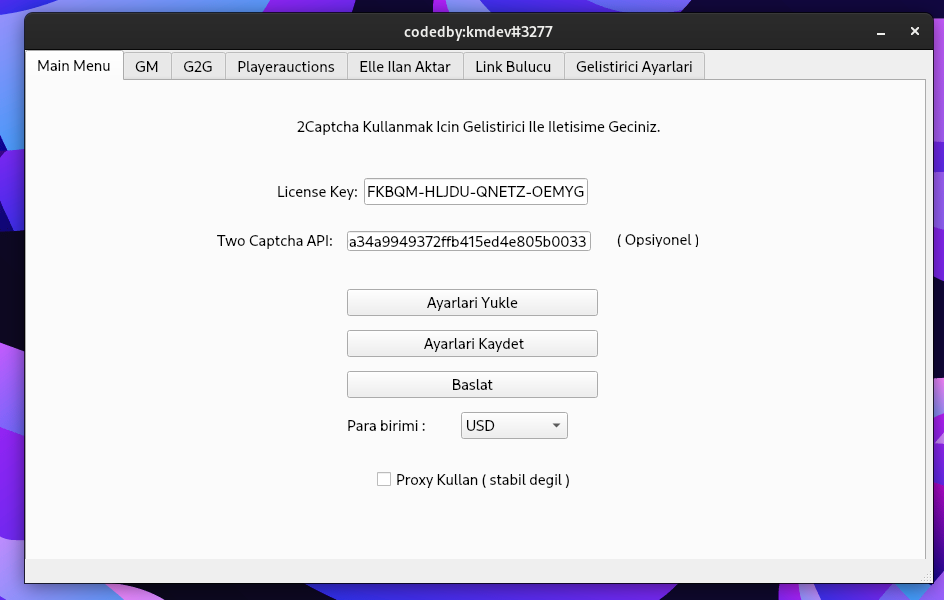 codedby:kmdev#3277
Main Menu GM G2G Playerauctions Elle Ilan Aktar Link Bulucu Gelistirici Ayarlari
2Captcha Kullanmak Icin Gelistirici Ile Iletisime Geciniz.
License Key: FKBQM-HLJDU-QNETZ-OEMYG
Two Captcha API: a34a9949372ffb415ed4e805b0033 ( Opsiyonel )
Ayarlari Yukle
Ayarlari Kaydet
Baslat
Para birimi : USD
Proxy Kullan ( stabil degil )